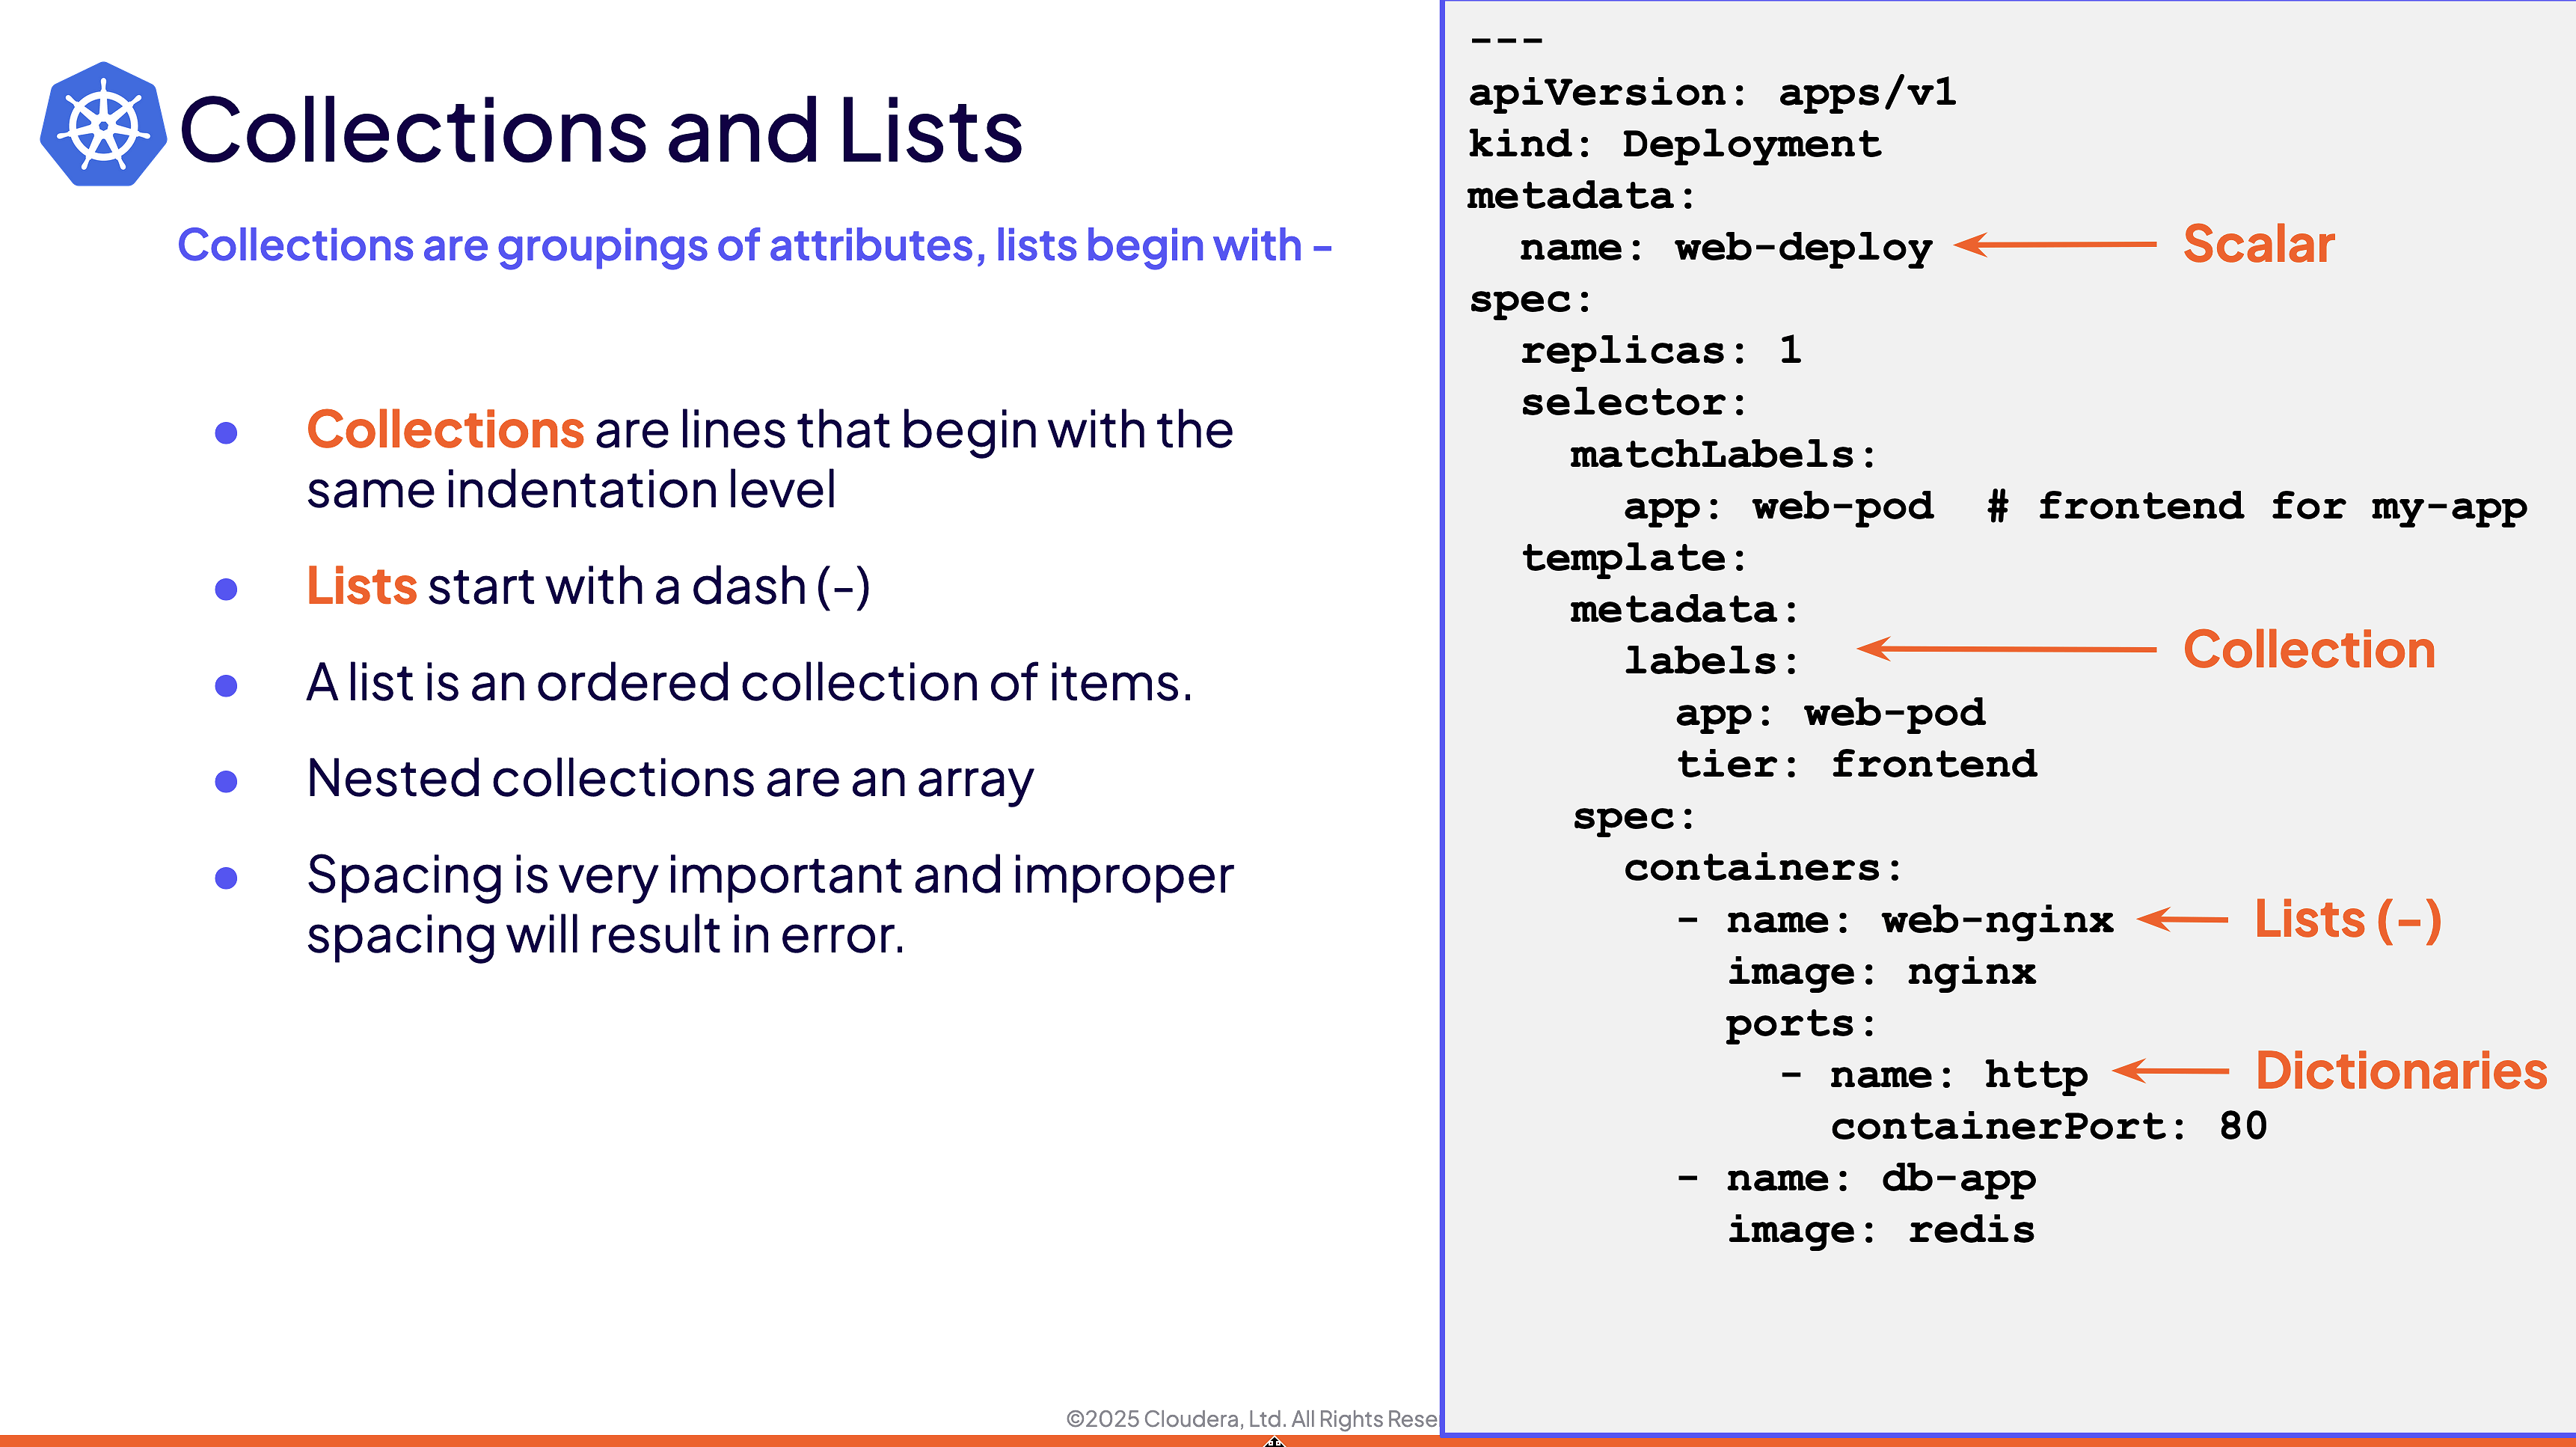 Collections and Lists
Collections are groupings of attributes, lists begin with -
● Collections are lines that begin with the
same indentation level
● Lists start with a dash (-)
● A list is an ordered collection of items.
● Nested collections are an array
● Spacing is very important and improper
spacing will result in error.
---
apiVersion: apps/v1
kind: Deployment
metadata:
  name: web-deploy Scalar
spec:
  replicas: 1
  selector:
    matchLabels:
      app: web-pod  # frontend for my-app
  template:
    metadata:
      labels: Collection
        app: web-pod
        tier: frontend
    spec:
      containers:
        - name: web-nginx Lists (-)
          image: nginx
          ports:
            - name: http Dictionaries
              containerPort: 80
        - name: db-app
          image: redis
©2025 Cloudera, Ltd. All Rights Reser